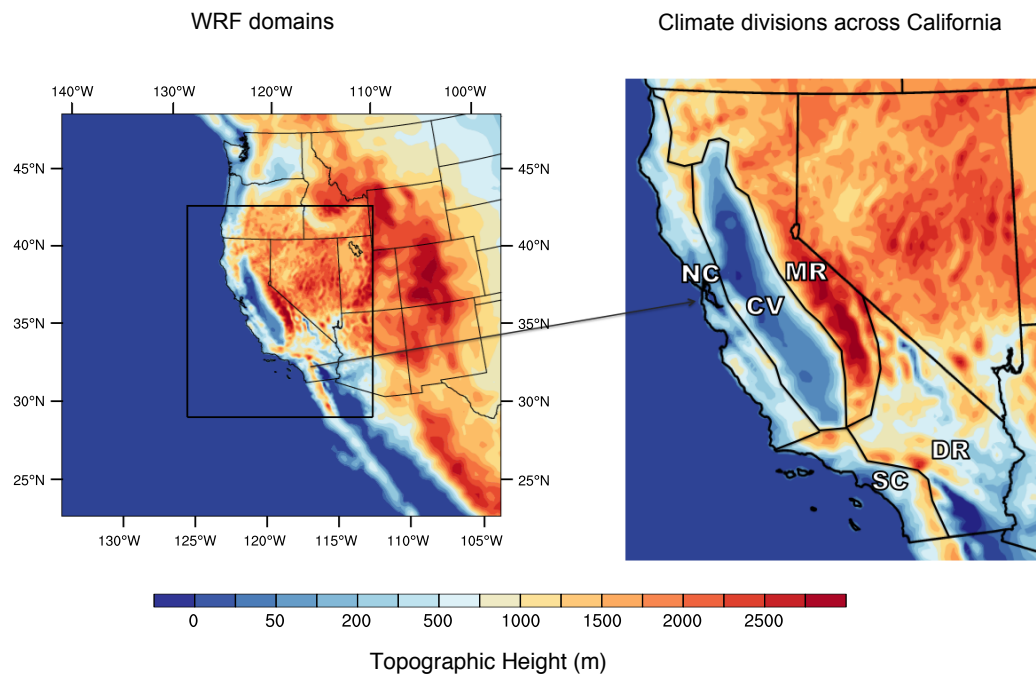 WRF domains
Climate divisions across California
140°W 130°W 120°W 110°W 100°W
45°N 45°N
40°N 40°N
35°N 35°N
30°N 30°N
25°N 25°N
130°W 125°W 120°W 115°W 110°W 105°W
NC MR
CV
DR
SC
0 50 200 500 1000 1500 2000 2500
Topographic Height (m)